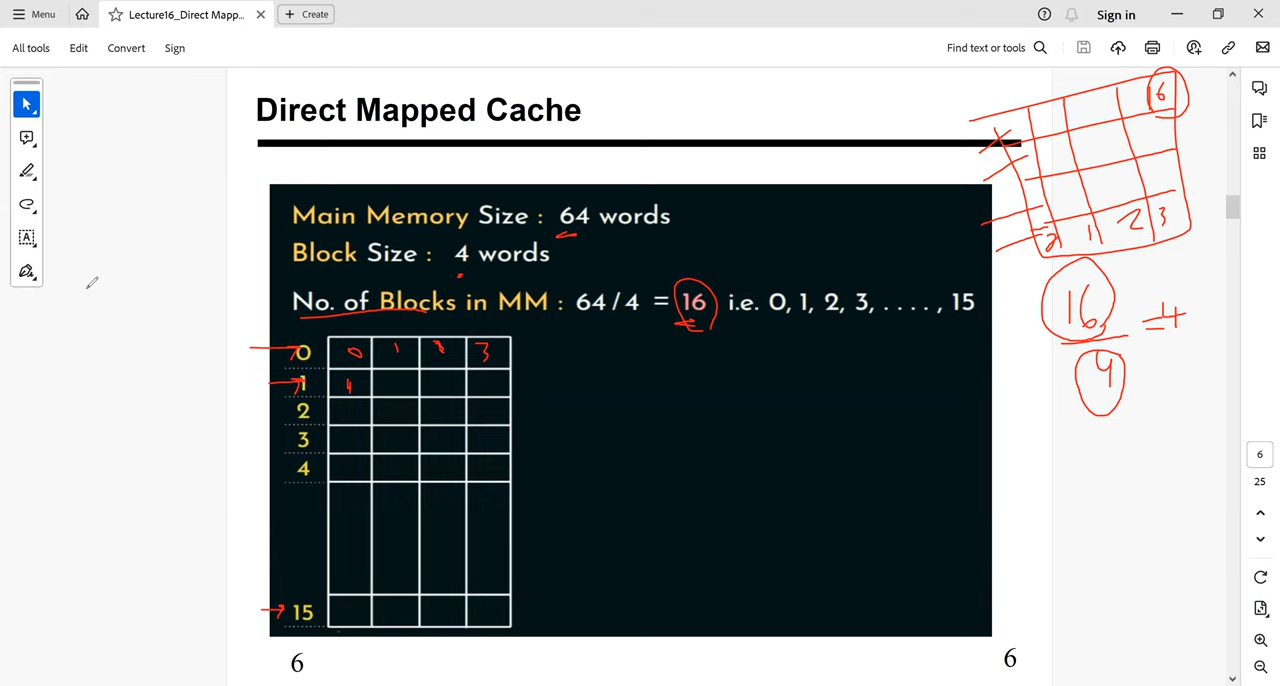 Menu
Lecture16_Direct Mapp...
Create
Sign in
All tools
Edit
Convert
Sign
Find text or tools
Direct Mapped Cache
Main Memory Size : 64 words
Block Size : 4 words
No. of Blocks in MM : 64/4 = 16 i.e. 0, 1, 2, 3, . . . . , 15
0 0 1 2 3
1 4
2
3
4
15
6
6
6
1 2 3
16
= 4
4
6
25